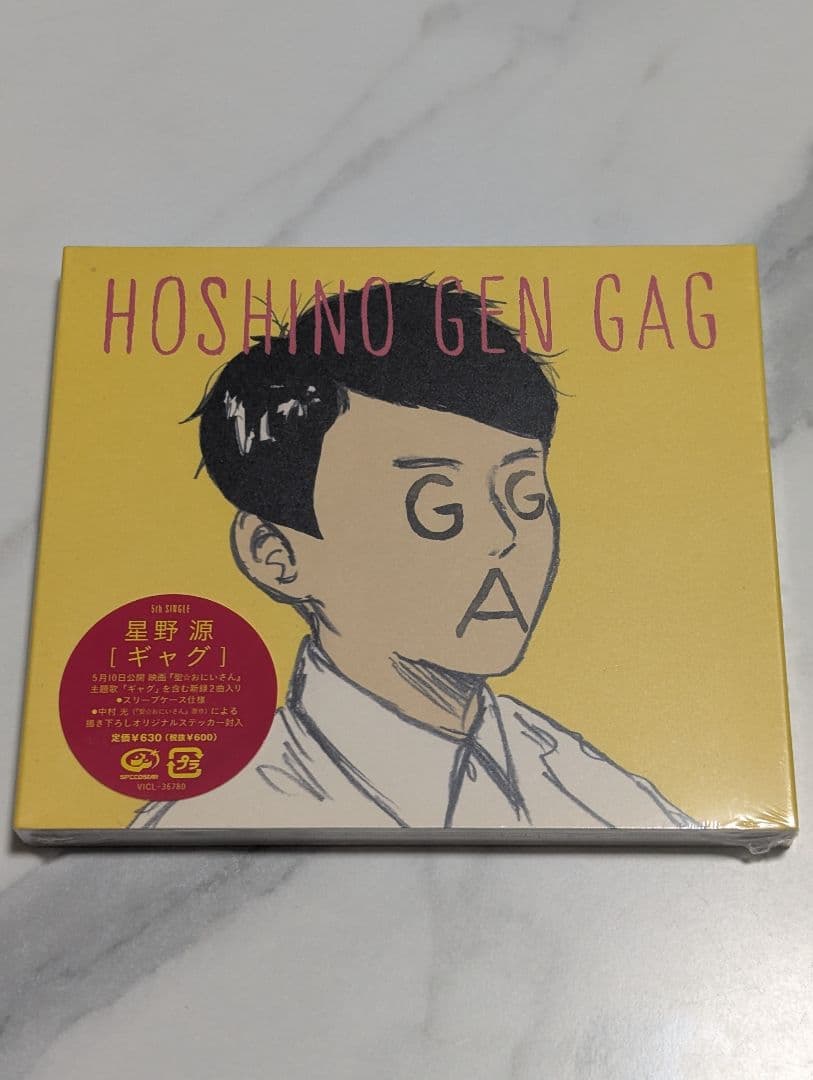 HOSHINO GEN GAG
G G
A
5th SINGLE
星野 源
[ギャグ]
5月10日公開 映画『聖☆おにいさん』
主題歌「ギャグ」を含む新録2曲入り
●スリーブケース仕様
●中村 光(『聖☆おにいさん』原作)による
描き下ろしオリジナルステッカー封入
定価¥630(税抜¥600)
SPEEDSTAR
プラ
VICL-36780